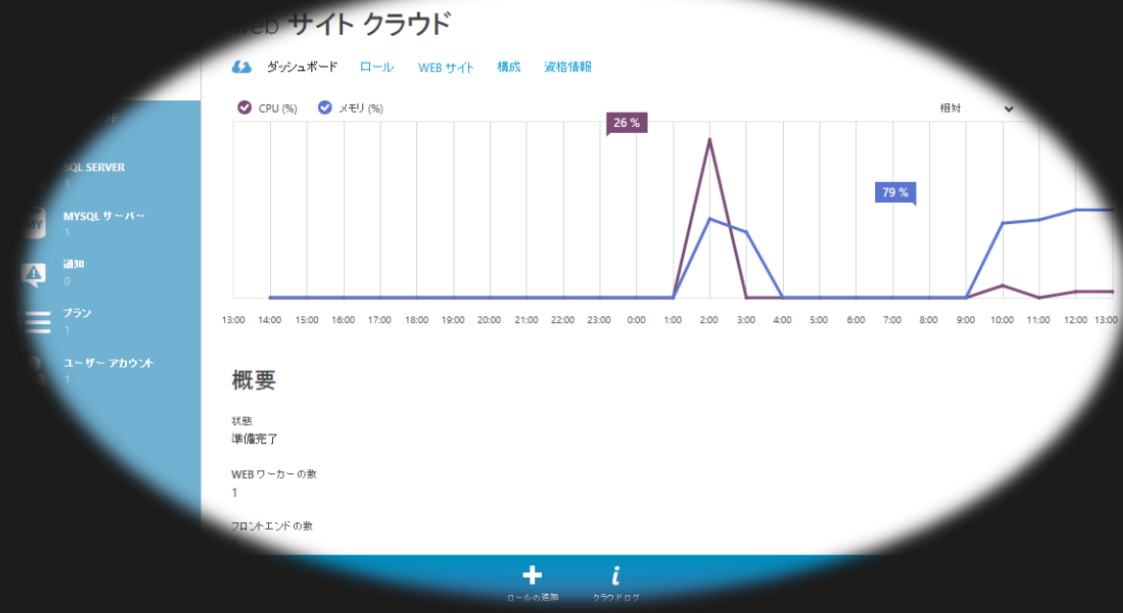 Web サイト クラウド
ダッシュボード ロール WEB サイト 構成 資格情報
CPU (%) メモリ (%) 相対
26 %
79 %
13:00 14:00 15:00 16:00 17:00 18:00 19:00 20:00 21:00 22:00 23:00 0:00 1:00 2:00 3:00 4:00 5:00 6:00 7:00 8:00 9:00 10:00 11:00 12:00 13:00
SQL SERVER
1
MY
MYSQL サーバー
1
通知
0
プラン
1
ユーザー アカウント
1
概要
状態
準備完了
WEB ワーカーの数
1
フロントエンドの数
ロールの追加
クラウドログ